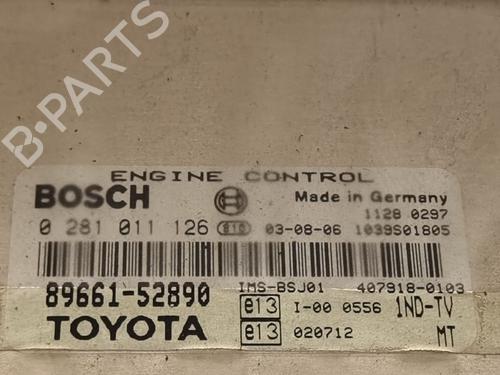 B-PARTS
ENGINE CONTROL
BOSCH Made in Germany
1128 0297
0 281 011 126 e10 03-08-06 1039S01805
IMS-BSJ01 407918-0103
89661-52890
e13 I-00 0556 1ND-TV
TOYOTA
e13 020712 MT